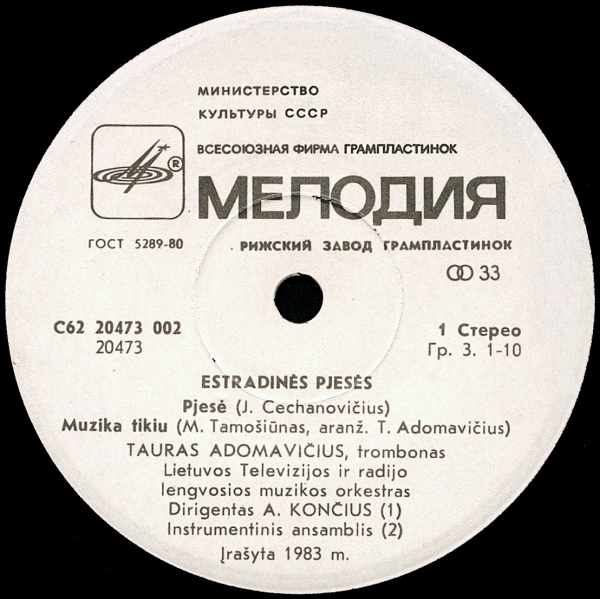 МИНИСТЕРСТВО
КУЛЬТУРЫ СССР
ВСЕСОЮЗНАЯ ФИРМА ГРАМПЛАСТИНОК
®
МЕЛОДИЯ
ГОСТ 5289-80
РИЖСКИЙ ЗАВОД ГРАМПЛАСТИНОК
33
С62 20473 002
20473
1 Стерео
Гр. 3. 1-10
ESTRADINĖS PJESĖS
Pjesė (J. Cechanovičius)
Muzika tikiu (M. Tamošiūnas, aranž. T. Adomavičius)
TAURAS ADOMAVIČIUS, trombonas
Lietuvos Televizijos ir radijo
lengvosios muzikos orkestras
Dirigentas A. KONČIUS (1)
Instrumentinis ansamblis (2)
Įrašyta 1983 m.